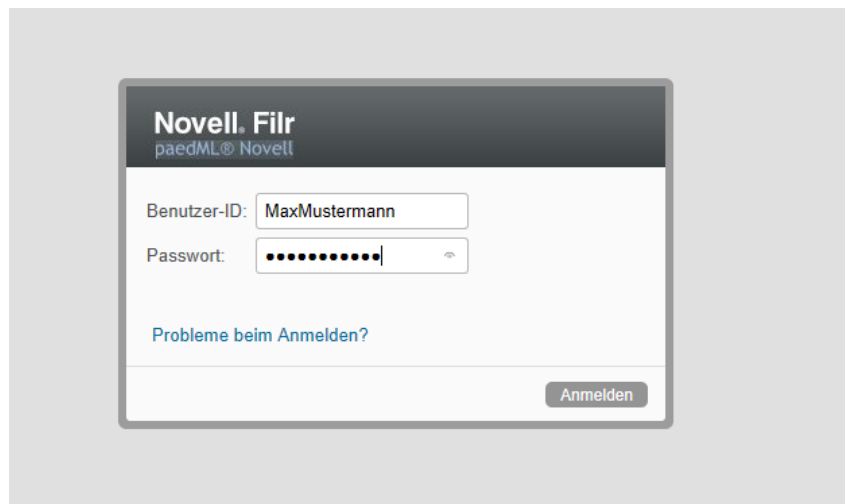 Novell® Filr
paedML® Novell
Benutzer-ID: MaxMustermann
Passwort: •••••••••••
Probleme beim Anmelden?
Anmelden